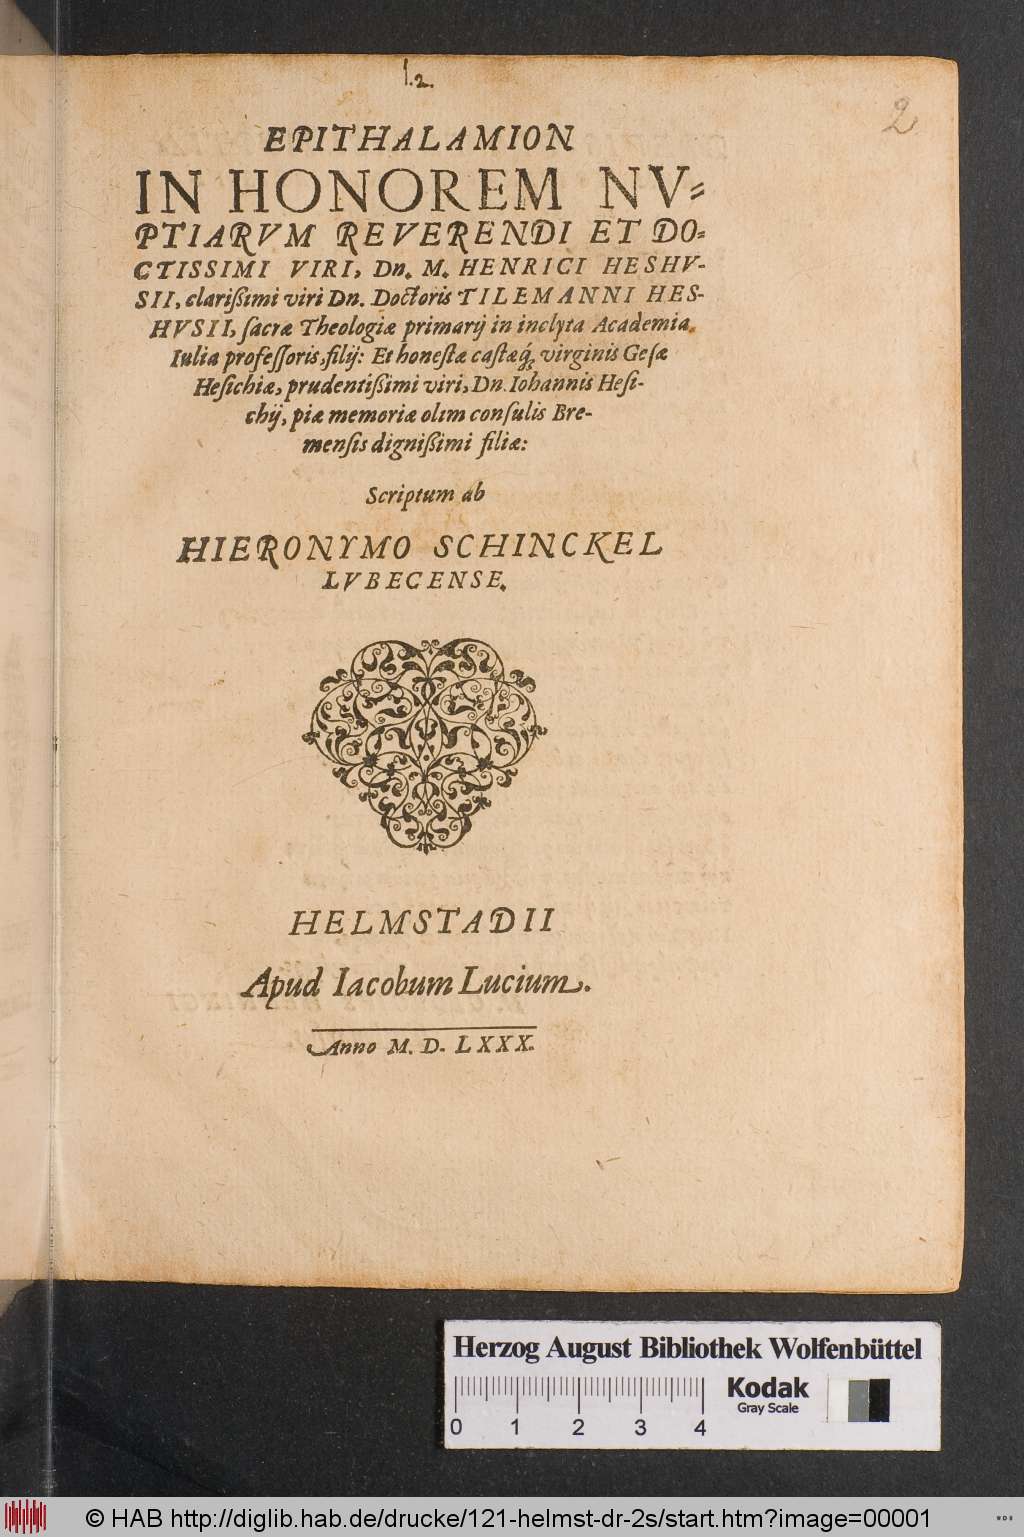 l.2.
2
EPITHALAMION
IN HONOREM NV⸗
PTIARVM REVERENDI ET DO⸗
CTISSIMI VIRI, Dn. M. HENRICI HESHV-
SII, clarißimi viri Dn. Doctoris TILEMANNI HES-
HVSII, ſacræ Theologiæ primarij in inclyta Academia
Iulia profeſſoris, filij: Et honeſtæ caſtæq́; virginis Geſæ
Heſichiæ, prudentißimi viri, Dn. Iohannis Heſi-
chij, piæ memoriæ olim conſulis Bre-
menſis dignißimi filiæ:
Scriptum ab
HIERONYMO SCHINCKEL
LVBECENSE.
HELMSTADII
Apud Iacobum Lucium.
Anno M. D. LXXX.
Herzog August Bibliothek Wolfenbüttel
Kodak
Gray Scale
0 1 2 3 4
© HAB http://diglib.hab.de/drucke/121-helmst-dr-2s/start.htm?image=00001